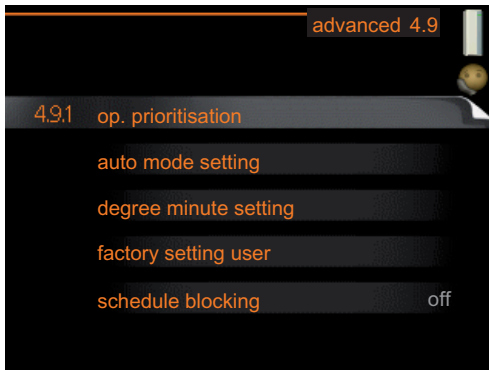 advanced 4.9
4.9.1 op. prioritisation
auto mode setting
degree minute setting
factory setting user
schedule blocking off